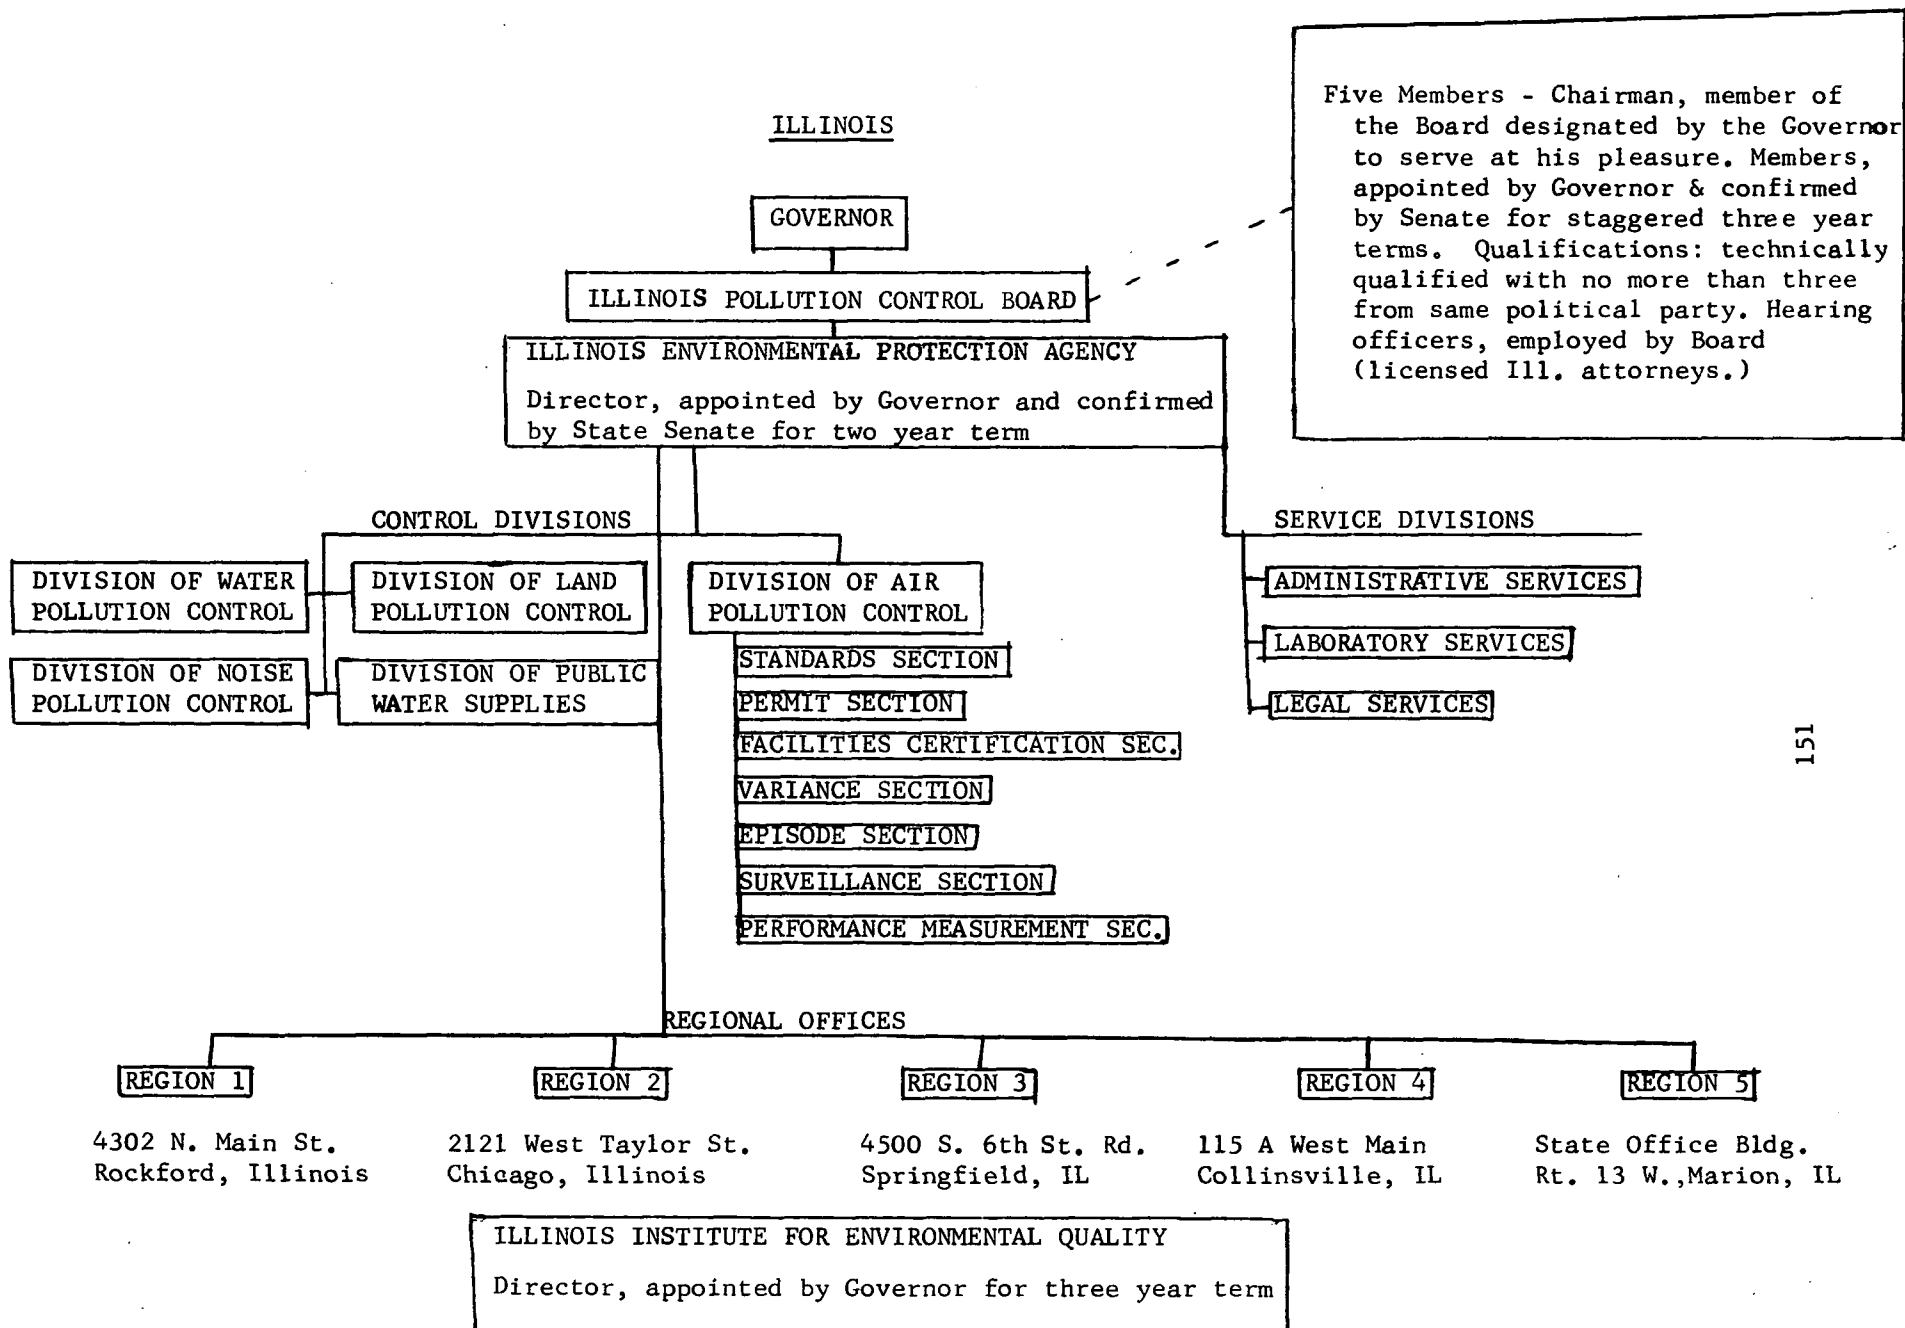 ILLINOIS
GOVERNOR
ILLINOIS POLLUTION CONTROL BOARD
Five Members - Chairman, member of
the Board designated by the Governor
to serve at his pleasure. Members,
appointed by Governor & confirmed
by Senate for staggered three year
terms. Qualifications: technically
qualified with no more than three
from same political party. Hearing
officers, employed by Board
(licensed Ill. attorneys.)
ILLINOIS ENVIRONMENTAL PROTECTION AGENCY
Director, appointed by Governor and confirmed
by State Senate for two year term
CONTROL DIVISIONS
DIVISION OF WATER
POLLUTION CONTROL
DIVISION OF LAND
POLLUTION CONTROL
DIVISION OF NOISE
POLLUTION CONTROL
DIVISION OF PUBLIC
WATER SUPPLIES
DIVISION OF AIR
POLLUTION CONTROL
STANDARDS SECTION
PERMIT SECTION
FACILITIES CERTIFICATION SEC.
VARIANCE SECTION
EPISODE SECTION
SURVEILLANCE SECTION
PERFORMANCE MEASUREMENT SEC.
SERVICE DIVISIONS
ADMINISTRATIVE SERVICES
LABORATORY SERVICES
LEGAL SERVICES
151
REGIONAL OFFICES
REGION 1
4302 N. Main St.
Rockford, Illinois
REGION 2
2121 West Taylor St.
Chicago, Illinois
REGION 3
4500 S. 6th St. Rd.
Springfield, IL
REGION 4
115 A West Main
Collinsville, IL
REGION 5
State Office Bldg.
Rt. 13 W.,Marion, IL
ILLINOIS INSTITUTE FOR ENVIRONMENTAL QUALITY
Director, appointed by Governor for three year term